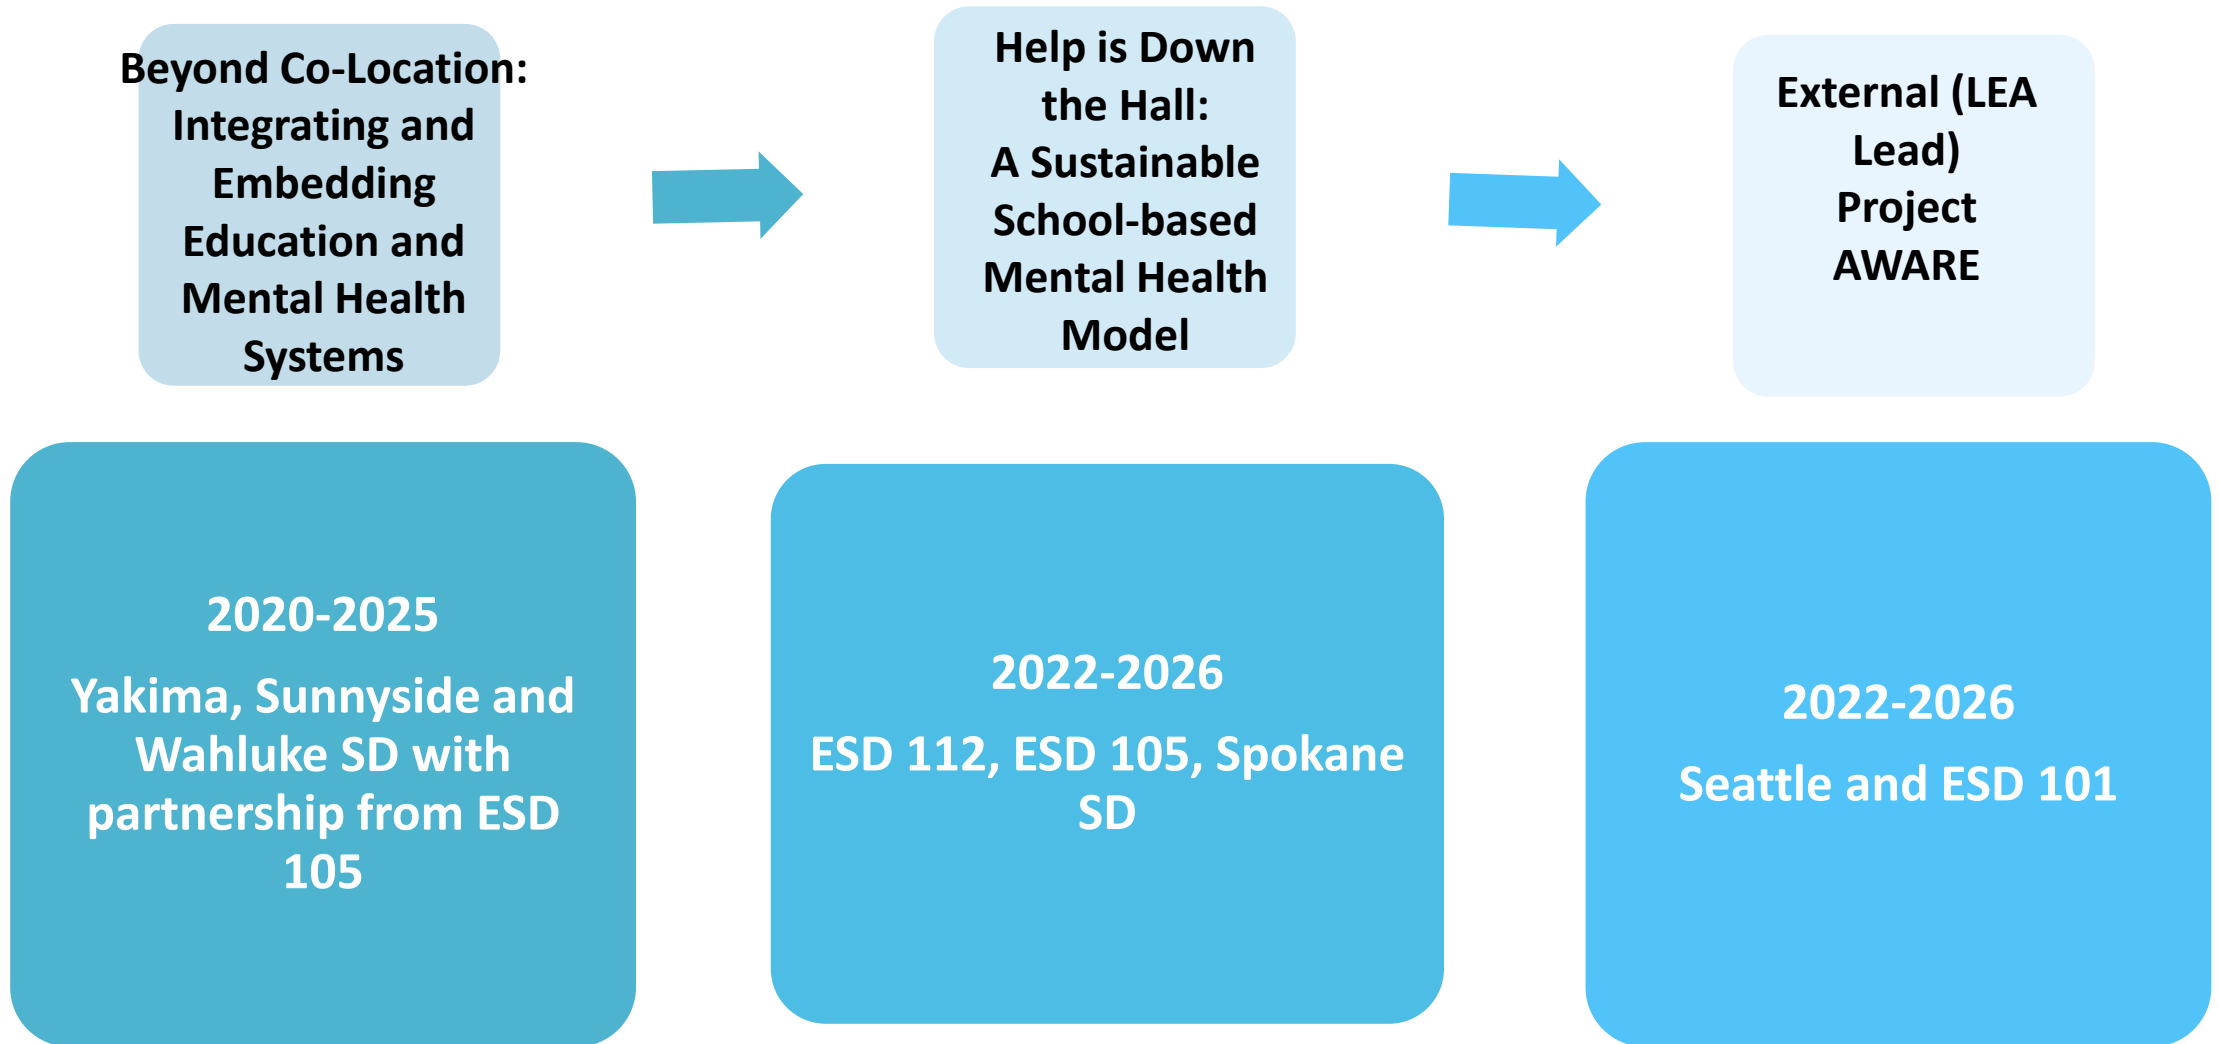 Beyond Co-Location:
Integrating and
Embedding
Education and
Mental Health
Systems
Help is Down
the Hall:
A Sustainable
School-based
Mental Health
Model
External (LEA
Lead)
Project
AWARE
2020-2025
Yakima, Sunnyside and
Wahluke SD with
partnership from ESD
105
2022-2026
ESD 112, ESD 105, Spokane
SD
2022-2026
Seattle and ESD 101